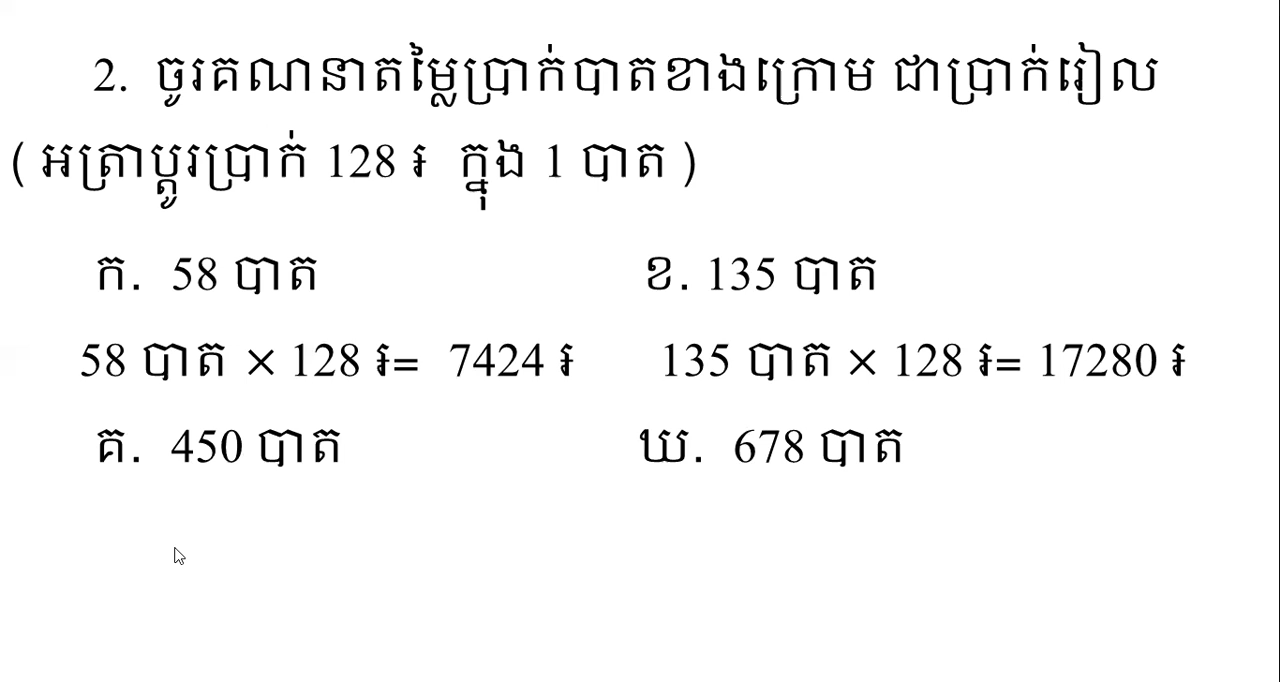 2. ចូរគណនាតម្លៃប្រាក់បាតខាងក្រោម ជាប្រាក់រៀល
( អត្រាប្តូរប្រាក់ 128 ៛ ក្នុង 1 បាត )
ក. 58 បាត ខ. 135 បាត
58 បាត × 128 ៛= 7424 ៛ 135 បាត × 128 ៛= 17280 ៛
គ. 450 បាត ឃ. 678 បាត